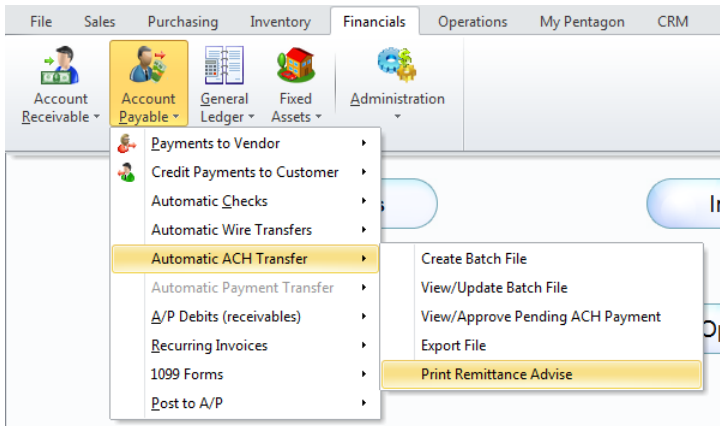 File Sales Purchasing Inventory Financials Operations My Pentagon CRM
Account Receivable
Account Payable
General Ledger
Fixed Assets
Administration
Payments to Vendor
Credit Payments to Customer
Automatic Checks
Automatic Wire Transfers
Automatic ACH Transfer
Automatic Payment Transfer
A/P Debits (receivables)
Recurring Invoices
1099 Forms
Post to A/P
Create Batch File
View/Update Batch File
View/Approve Pending ACH Payment
Export File
Print Remittance Advise